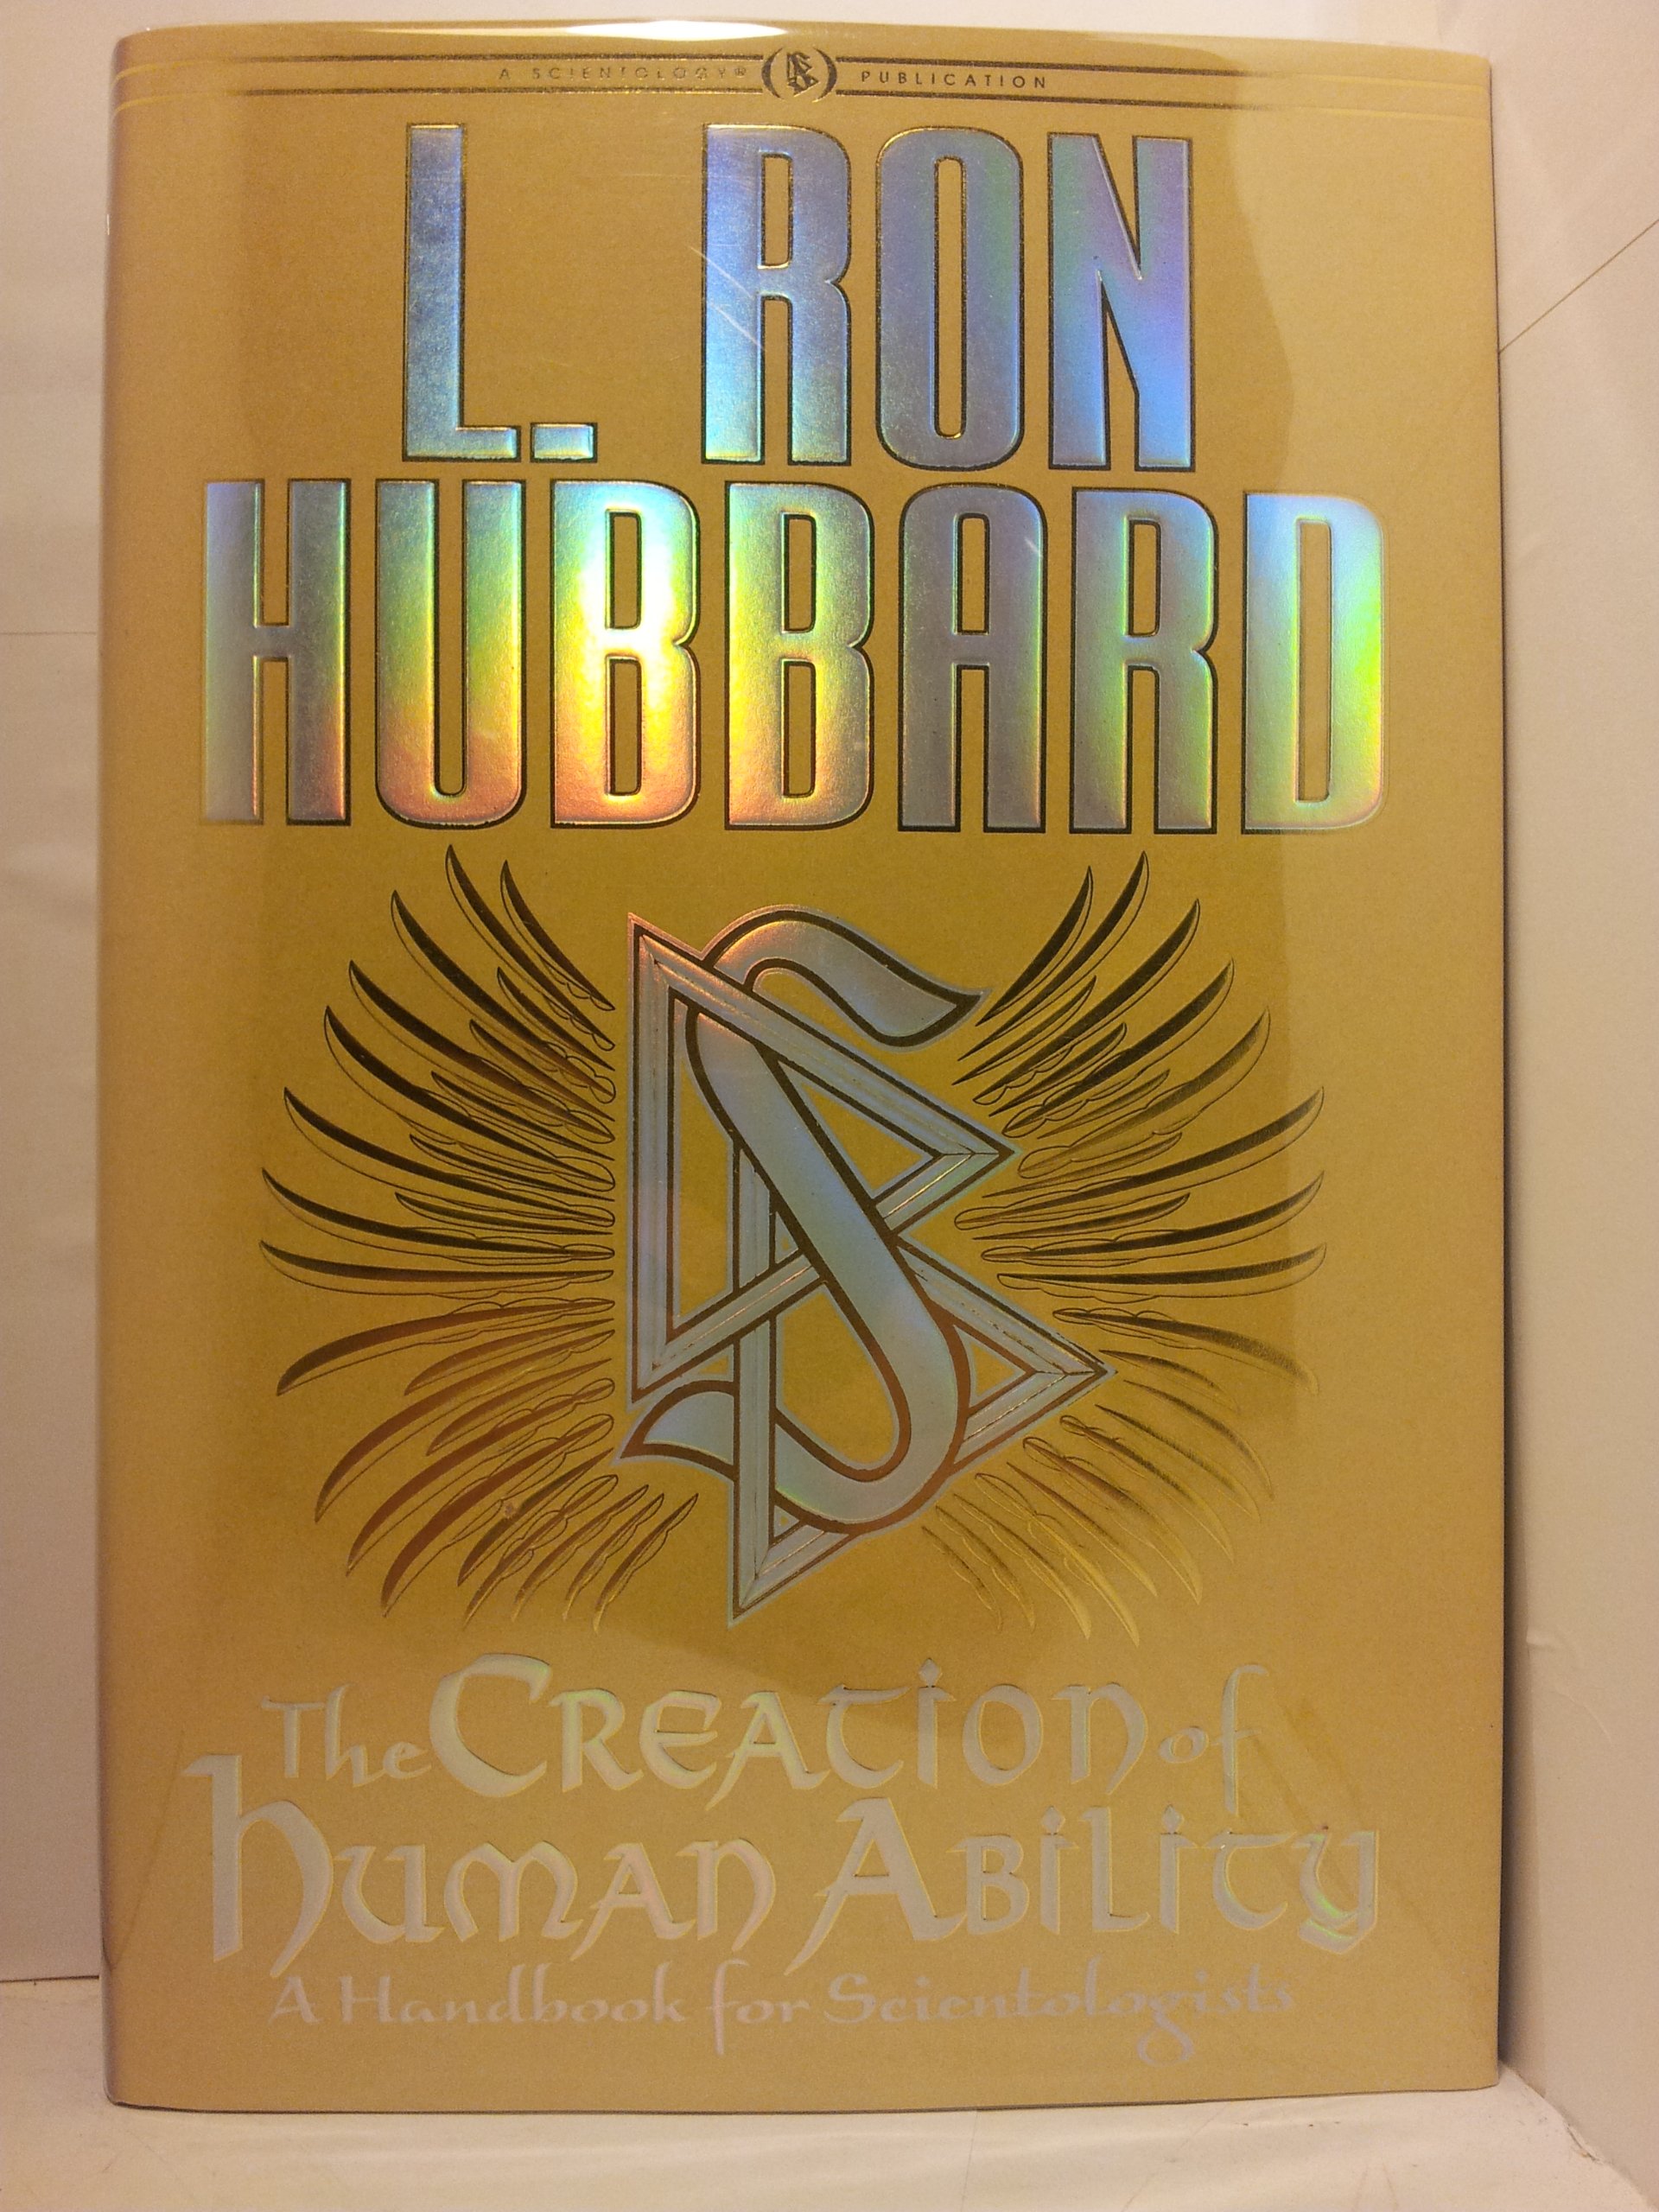 A SCIENTOLOGY® PUBLICATION
L. RON
HUBBARD
The Creation of
Human Ability
A Handbook for Scientologists